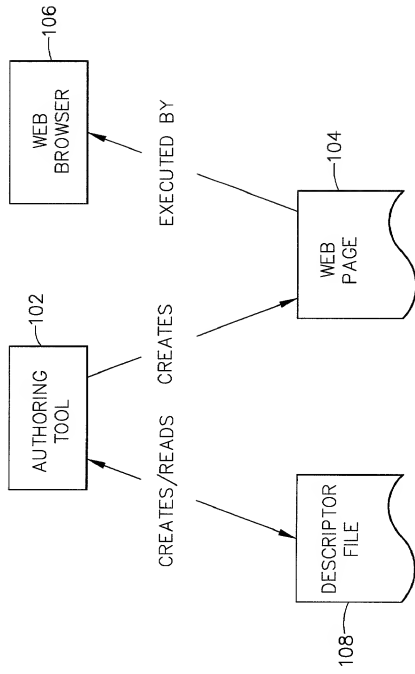 102
AUTHORING
TOOL
106
WEB
BROWSER
CREATES/READS
CREATES
EXECUTED BY
108
DESCRIPTOR
FILE
WEB
PAGE
104